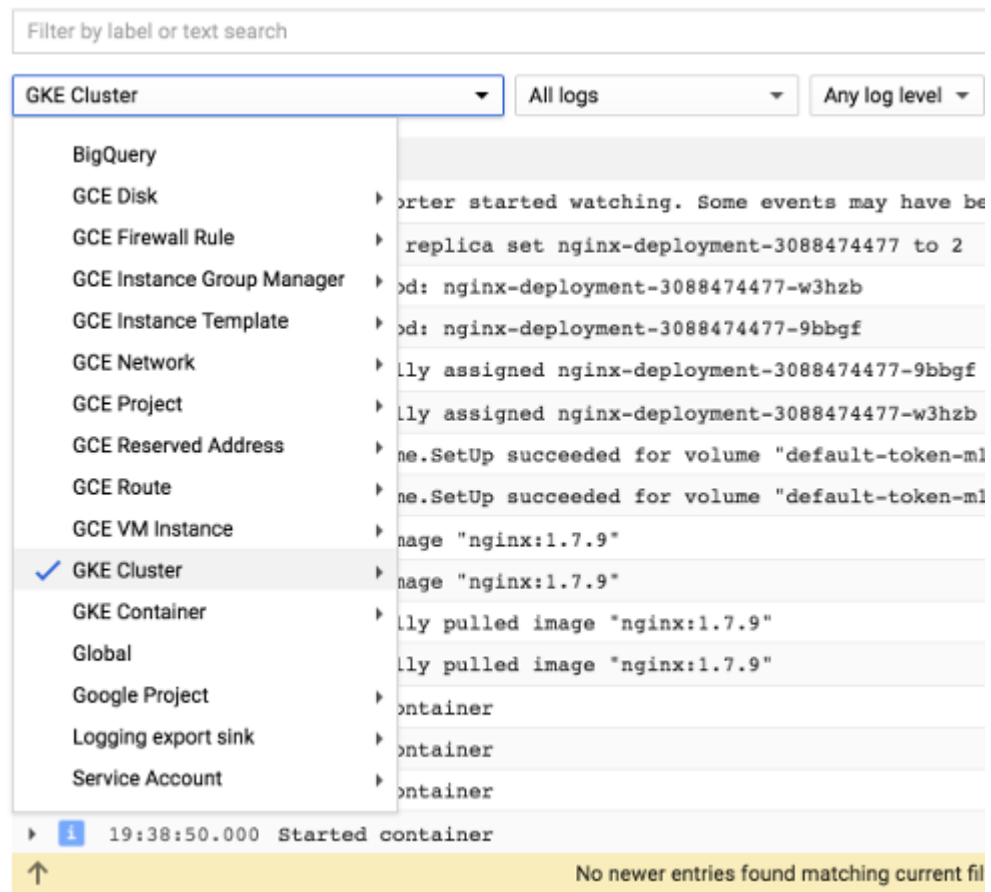 Filter by label or text search
GKE Cluster All logs Any log level
BigQuery
GCE Disk
GCE Firewall Rule
GCE Instance Group Manager
GCE Instance Template
GCE Network
GCE Project
GCE Reserved Address
GCE Route
GCE VM Instance
GKE Cluster
GKE Container
Global
Google Project
Logging export sink
Service Account
orter started watching. Some events may have be
replica set nginx-deployment-3088474477 to 2
od: nginx-deployment-3088474477-w3hzb
od: nginx-deployment-3088474477-9bbgf
lly assigned nginx-deployment-3088474477-9bbgf
lly assigned nginx-deployment-3088474477-w3hzb
me.SetUp succeeded for volume "default-token-m1
me.SetUp succeeded for volume "default-token-m1
mage "nginx:1.7.9"
mage "nginx:1.7.9"
lly pulled image "nginx:1.7.9"
lly pulled image "nginx:1.7.9"
ontainer
ontainer
ontainer
i 19:38:50.000 Started container
No newer entries found matching current fil